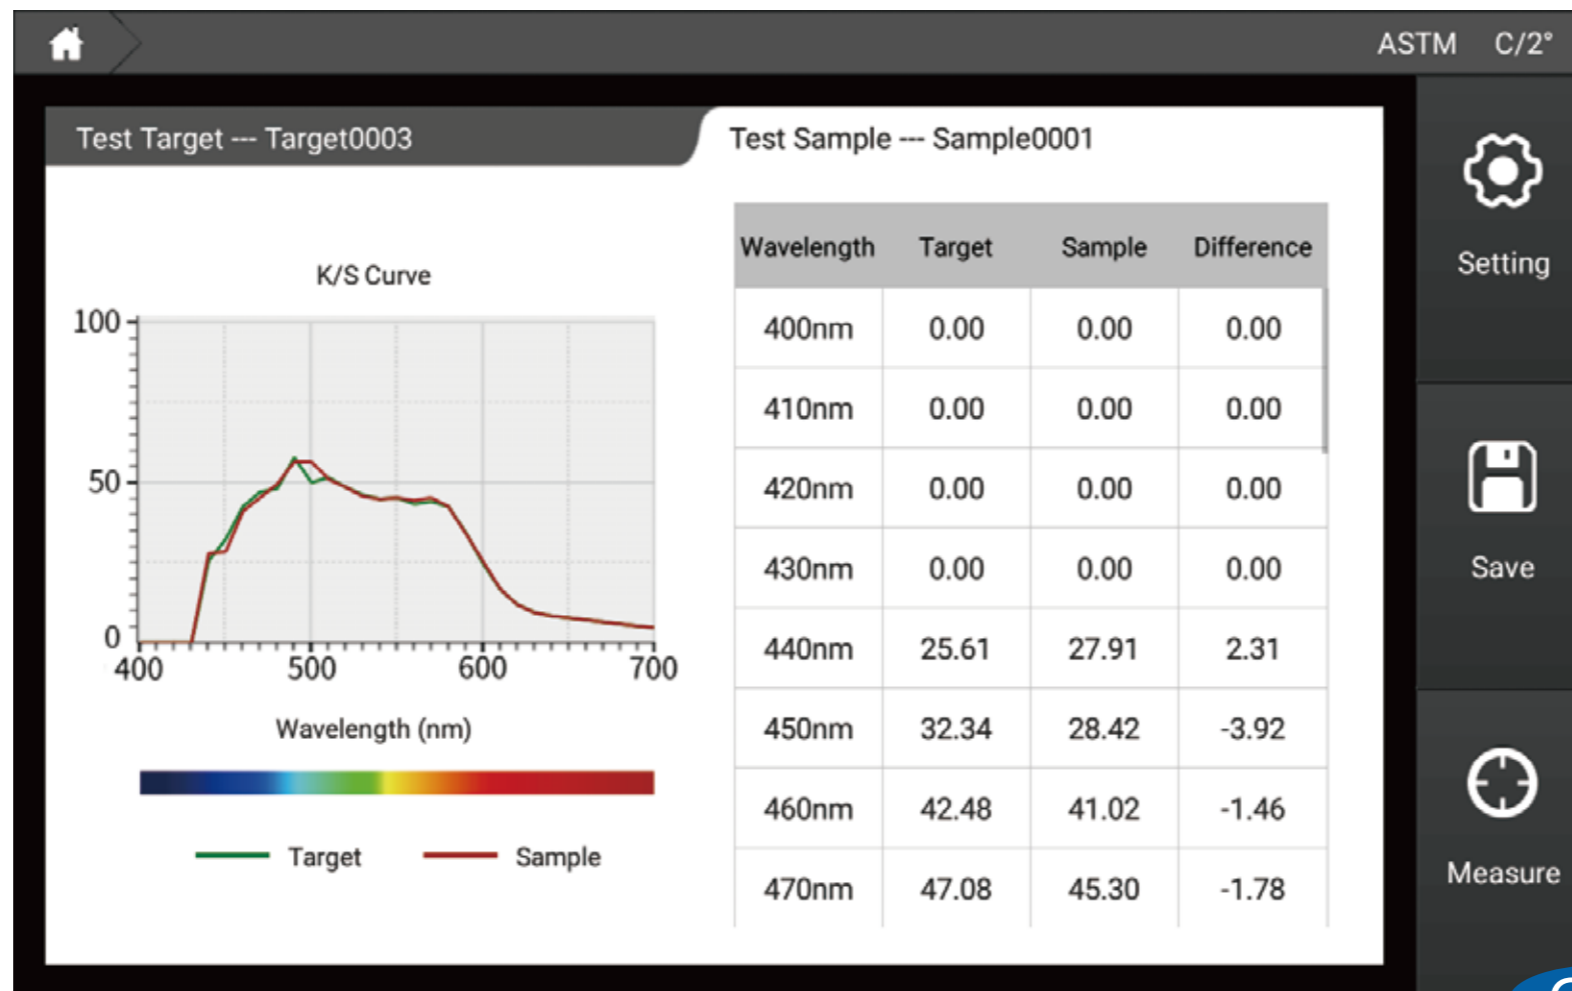 ASTM C/2°
Test Target --- Target0003
Test Sample --- Sample0001
K/S Curve
100
50
0
400 500 600 700
Wavelength (nm)
Target Sample
Wavelength Target Sample Difference
400nm 0.00 0.00 0.00
410nm 0.00 0.00 0.00
420nm 0.00 0.00 0.00
430nm 0.00 0.00 0.00
440nm 25.61 27.91 2.31
450nm 32.34 28.42 -3.92
460nm 42.48 41.02 -1.46
470nm 47.08 45.30 -1.78
Setting
Save
Measure